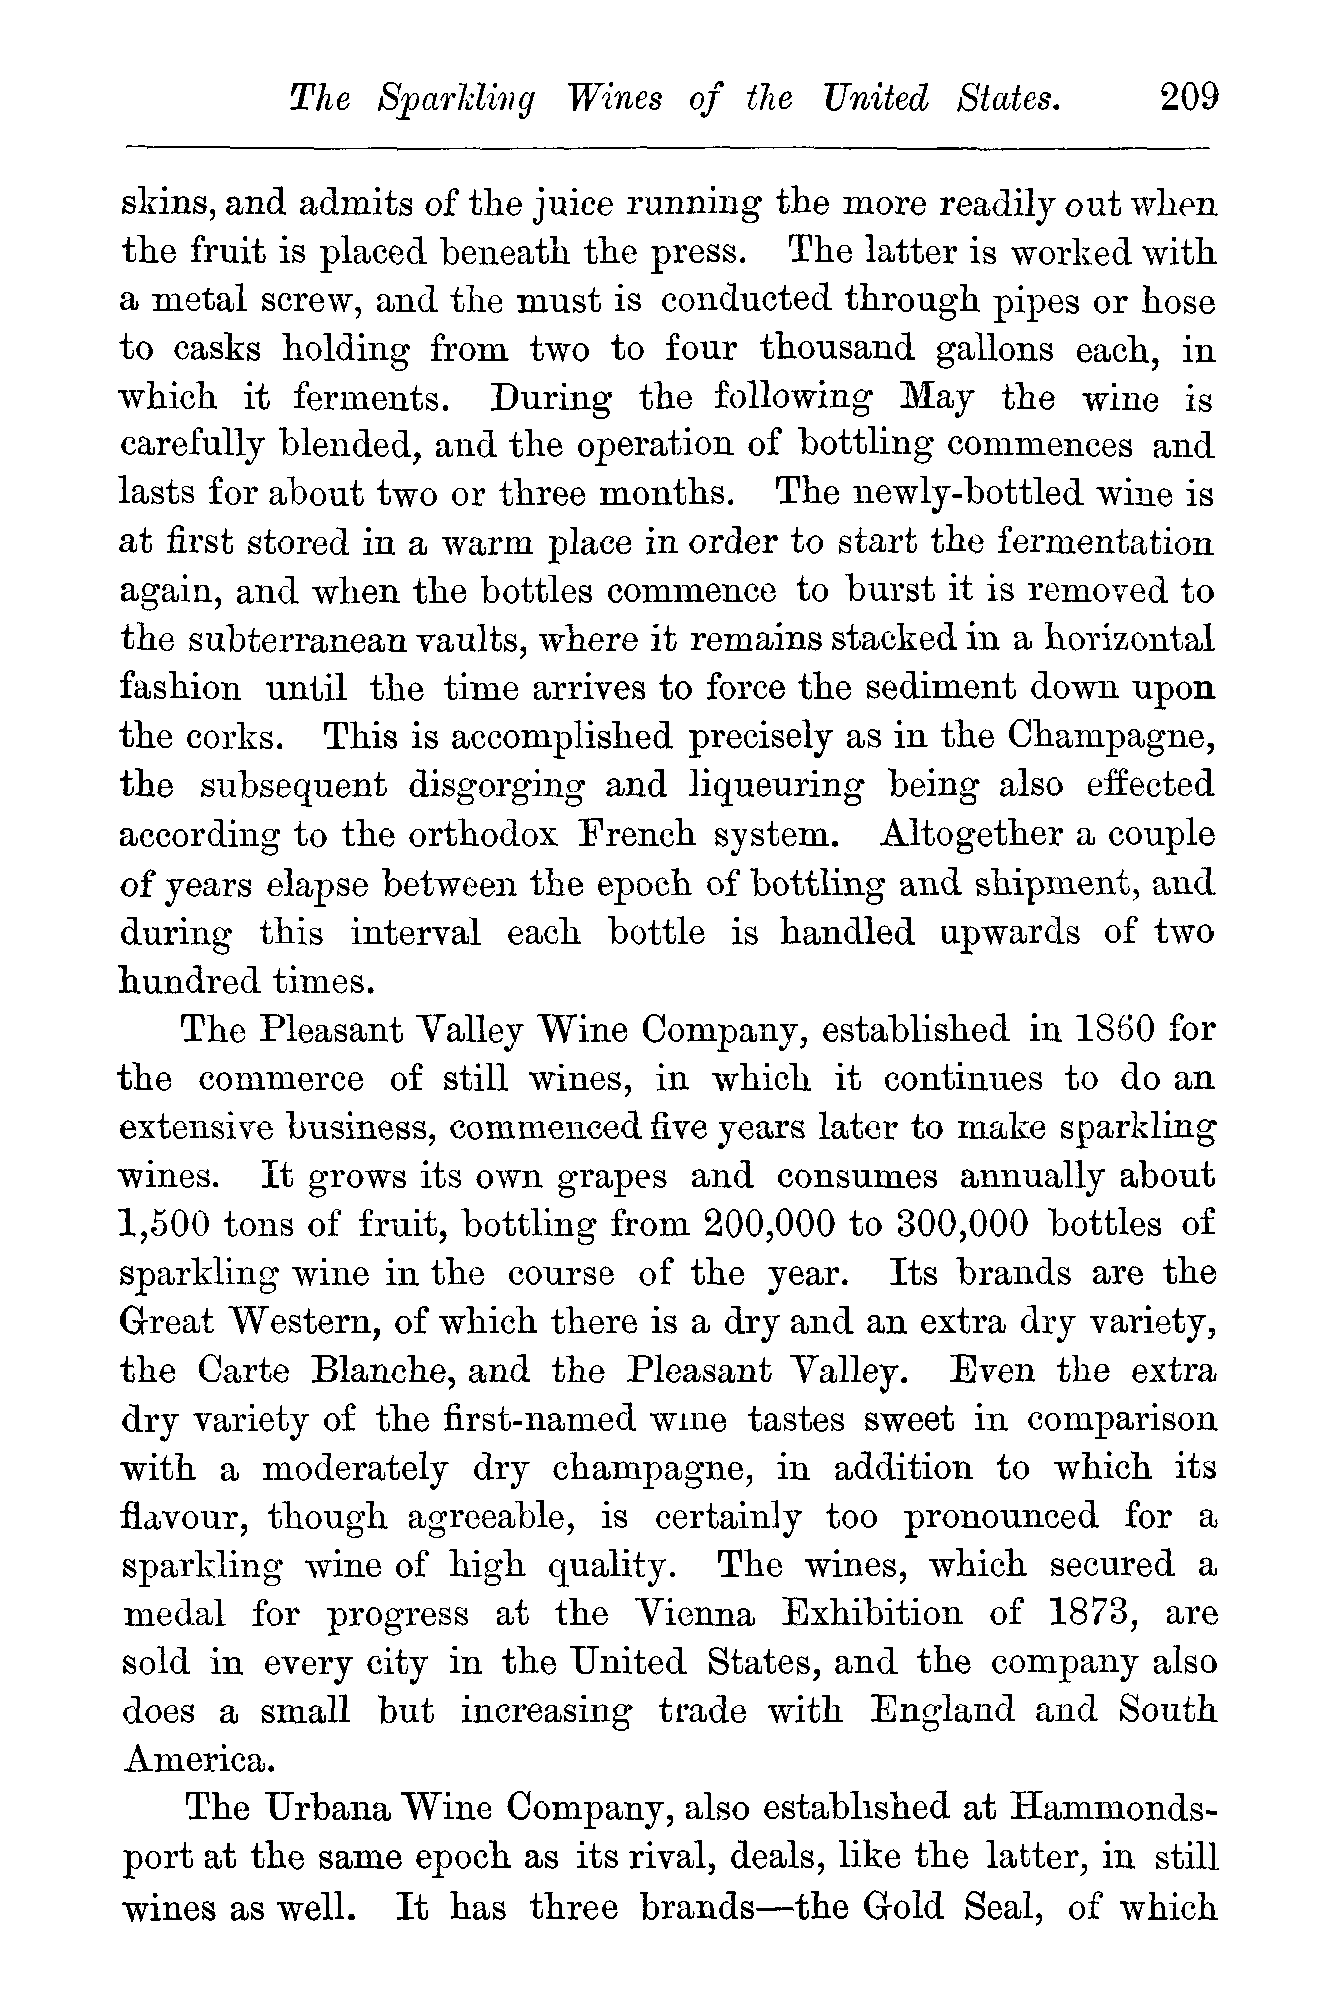 The Sparkling Wines of the United States. 209
skins, and admits of the juice running the more readily out when
the fruit is placed beneath the press. The latter is worked with
a metal screw, and the must is conducted through pipes or hose
to casks holding from two to four thousand gallons each, in
which it ferments. During the following May the wine is
carefully blended, and the operation of bottling commences and
lasts for about two or three months. The newly-bottled wine is
at first stored in a warm place in order to start the fermentation
again, and when the bottles commence to burst it is removed to
the subterranean vaults, where it remains stacked in a horizontal
fashion until the time arrives to force the sediment down upon
the corks. This is accomplished precisely as in the Champagne,
the subsequent disgorging and liqueuring being also effected
according to the orthodox French system. Altogether a couple
of years elapse between the epoch of bottling and shipment, and
during this interval each bottle is handled upwards of two
hundred times.
The Pleasant Valley Wine Company, established in 1860 for
the commerce of still wines, in which it continues to do an
extensive business, commenced five years later to make sparkling
wines. It grows its own grapes and consumes annually about
1,500 tons of fruit, bottling from 200,000 to 300,000 bottles of
sparkling wine in the course of the year. Its brands are the
Great Western, of which there is a dry and an extra dry variety,
the Carte Blanche, and the Pleasant Valley. Even the extra
dry variety of the first-named wine tastes sweet in comparison
with a moderately dry champagne, in addition to which its
flavour, though agreeable, is certainly too pronounced for a
sparkling wine of high quality. The wines, which secured a
medal for progress at the Vienna Exhibition of 1873, are
sold in every city in the United States, and the company also
does a small but increasing trade with England and South
America.
The Urbana Wine Company, also established at Hammonds-
port at the same epoch as its rival, deals, like the latter, in still
wines as well. It has three brands—the Gold Seal, of which